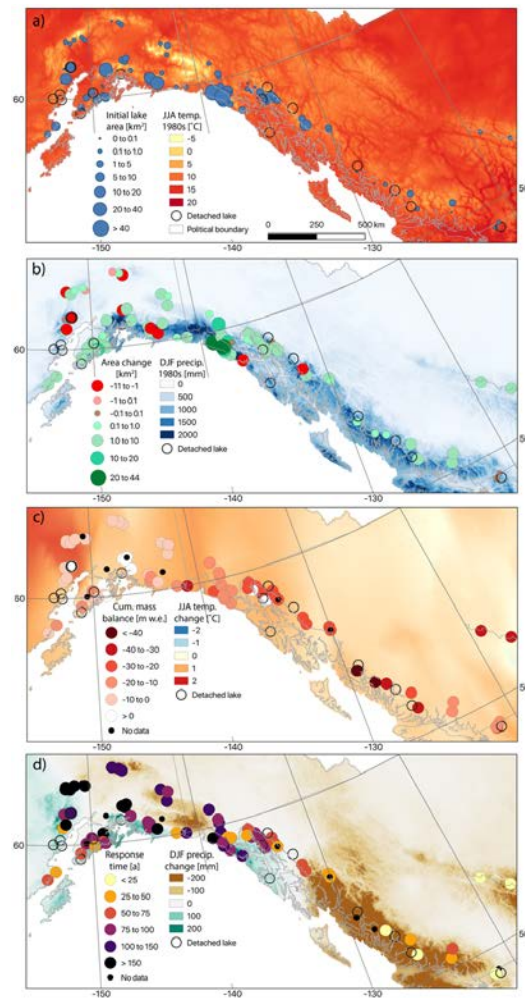 a)
60
Initial lake area [km²]
0 to 0.1
0.1 to 1.0
1 to 5
5 to 10
10 to 20
20 to 40
> 40
JJA temp. 1980s [˚C]
-5
0
5
10
15
20
Detached lake
Political boundary
0 250 500 km
50
-150 -140 -130
b)
60
Area change [km²]
-11 to -1
-1 to 0.1
-0.1 to 0.1
0.1 to 1.0
1.0 to 10
10 to 20
20 to 44
DJF precip. 1980s [mm]
0
500
1000
1500
2000
Detached lake
50
-150 -140 -130
c)
60
Cum. mass balance [m w.e.]
< -40
-40 to -30
-30 to -20
-20 to -10
-10 to 0
> 0
No data
JJA temp. change [˚C]
-2
-1
0
1
2
Detached lake
50
-150 -140 -130
d)
60
Response time [a]
< 25
25 to 50
50 to 75
75 to 100
100 to 150
> 150
No data
DJF precip. change [mm]
-200
-100
0
100
200
Detached lake
50
-150 -140 -130